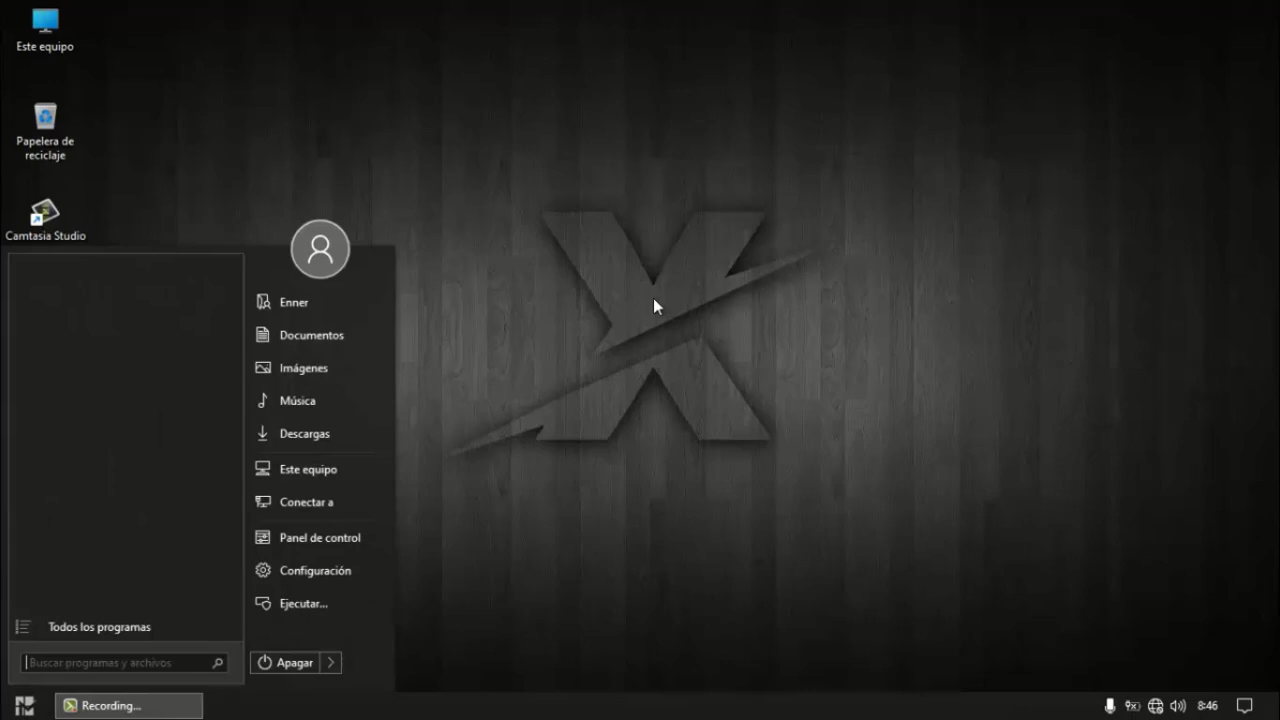 Este equipo
Papelera de
reciclaje
Camtasia Studio
Enner
Documentos
Imágenes
Música
Descargas
Este equipo
Conectar a
Panel de control
Configuración
Ejecutar...
Todos los programas
Buscar programas y archivos
Apagar
Recording...
8:46